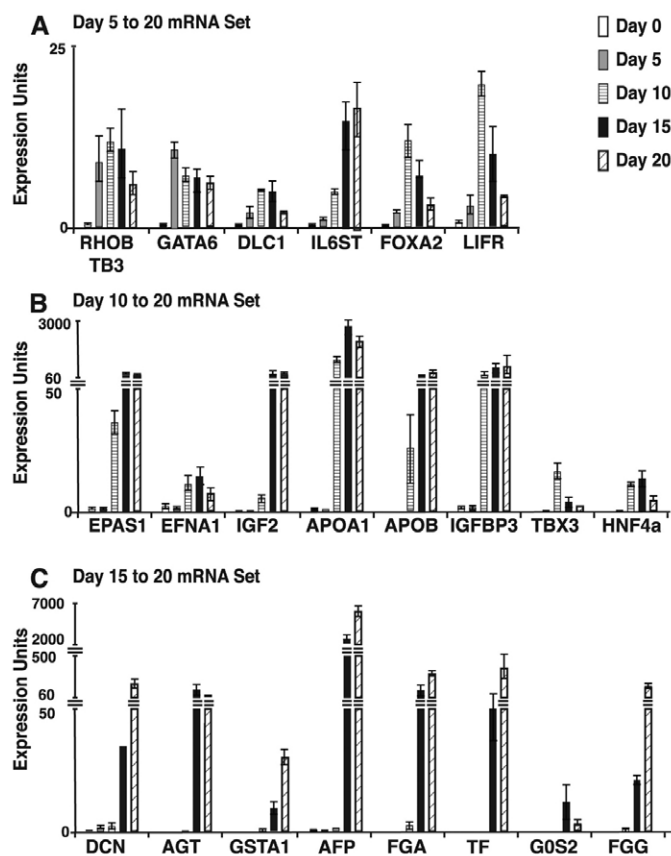 A Day 5 to 20 mRNA Set
Day 0
Day 5
Day 10
Day 15
Day 20
Expression Units
25
0
RHOB TB3 GATA6 DLC1 IL6ST FOXA2 LIFR
B Day 10 to 20 mRNA Set
Expression Units
3000
60
50
0
EPAS1 EFNA1 IGF2 APOA1 APOB IGFBP3 TBX3 HNF4a
C Day 15 to 20 mRNA Set
Expression Units
7000
2000
500
60
50
0
DCN AGT GSTA1 AFP FGA TF G0S2 FGG